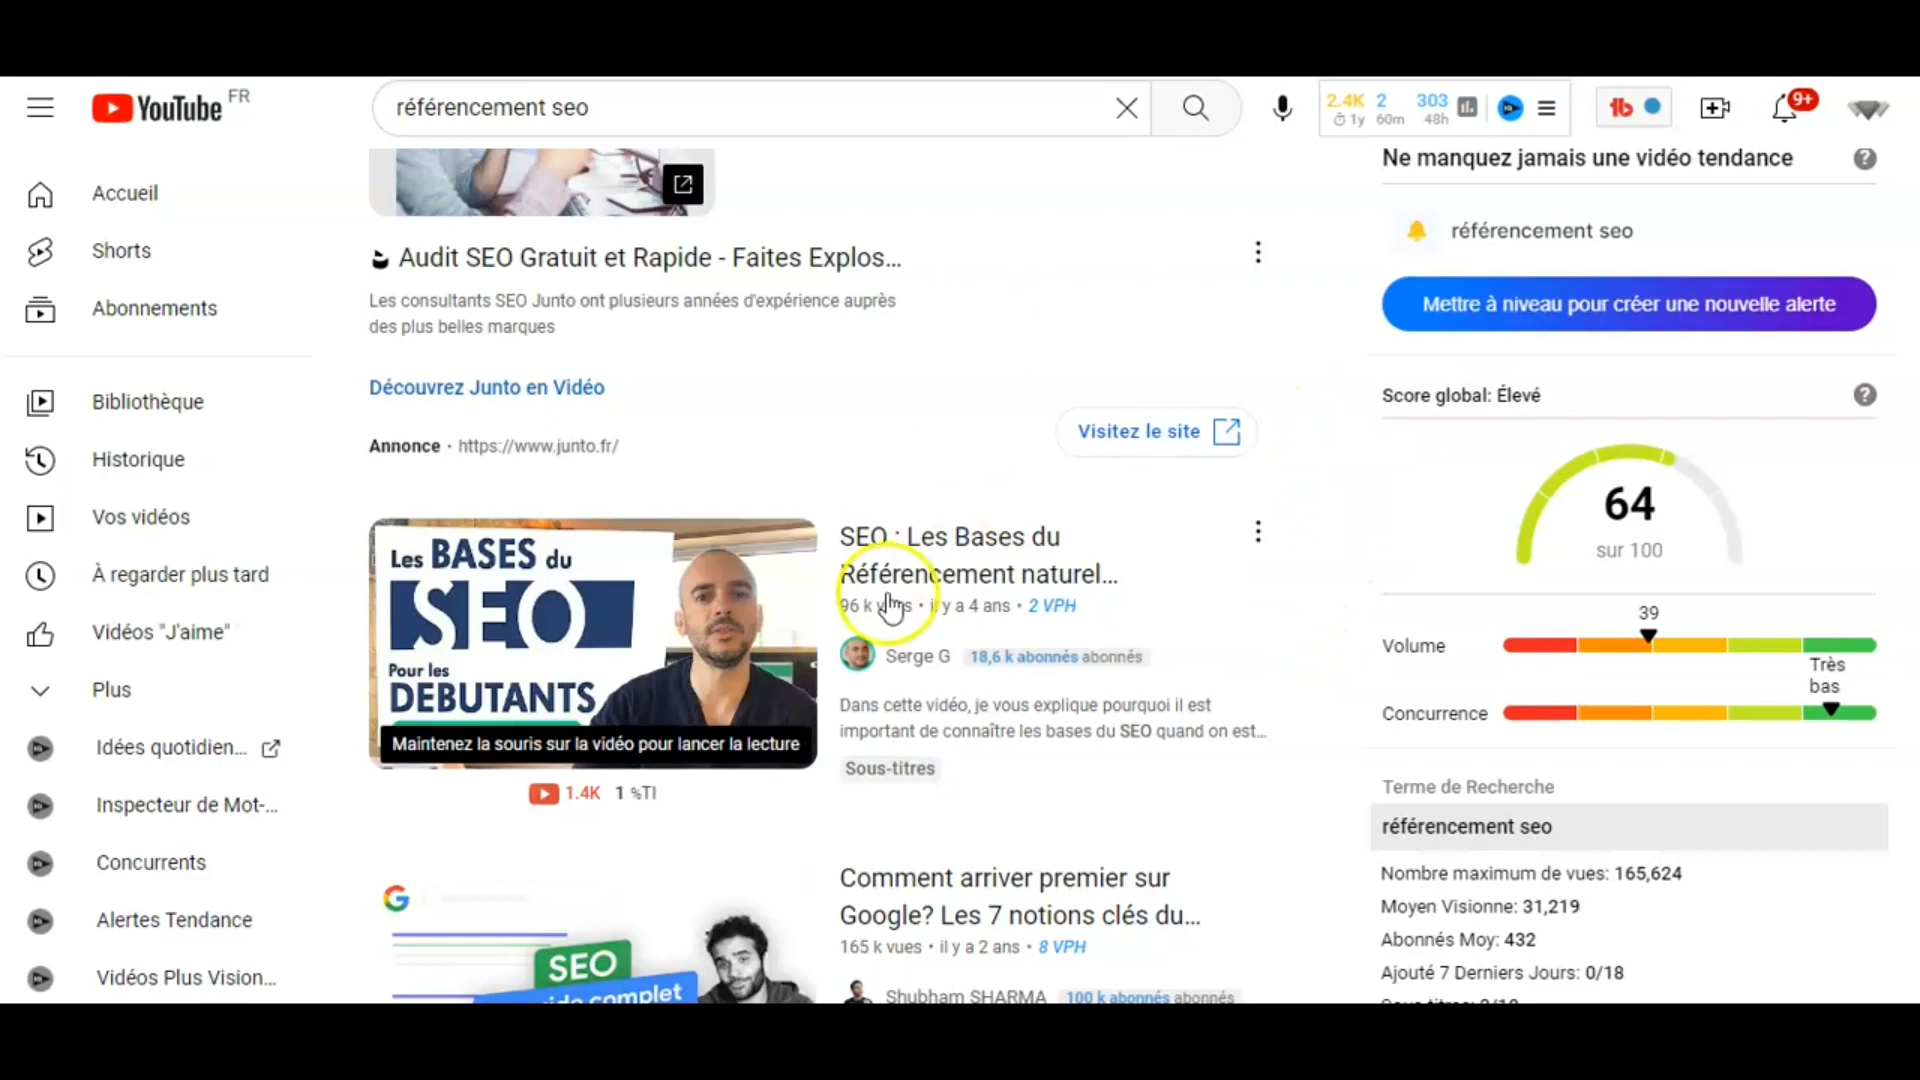 YouTube FR
référencement seo
2.4K 2 303
1y 60m 48h
9+
Accueil
Shorts
Abonnements
Bibliothèque
Historique
Vos vidéos
À regarder plus tard
Vidéos "J'aime"
Plus
Idées quotidien...
Inspecteur de Mot-...
Concurrents
Alertes Tendance
Vidéos Plus Vision...
Audit SEO Gratuit et Rapide - Faites Explos...
Les consultants SEO Junto ont plusieurs années d'expérience auprès
des plus belles marques
Découvrez Junto en Vidéo
Annonce · https://www.junto.fr/
Visitez le site
Les BASES du
SEO
Pour les
DEBUTANTS
Maintenez la souris sur la vidéo pour lancer la lecture
1.4K 1 %TI
SEO : Les Bases du
Référencement naturel...
96 k vues • il y a 4 ans • 2 VPH
Serge G 18,6 k abonnés abonnés
Dans cette vidéo, je vous explique pourquoi il est
important de connaître les bases du SEO quand on est...
Sous-titres
SEO
complet
Comment arriver premier sur
Google? Les 7 notions clés du...
165 k vues • il y a 2 ans • 8 VPH
Shubham SHARMA 100 k abonnés abonnés
Ne manquez jamais une vidéo tendance
référencement seo
Mettre à niveau pour créer une nouvelle alerte
Score global: Élevé
64
sur 100
39
Volume
Très
bas
Concurrence
Terme de Recherche
référencement seo
Nombre maximum de vues: 165,624
Moyen Visionne: 31,219
Abonnés Moy: 432
Ajouté 7 Derniers Jours: 0/18